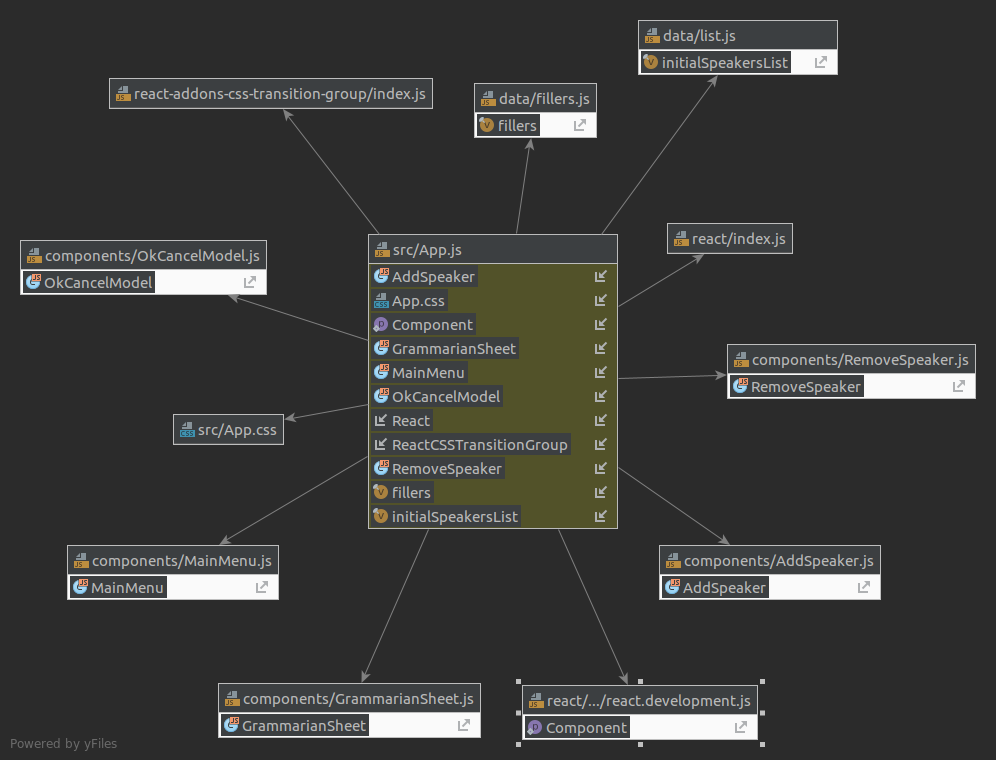 data/list.js
initialSpeakersList
react-addons-css-transition-group/index.js
data/fillers.js
fillers
components/OkCancelModel.js
OkCancelModel
src/App.js
AddSpeaker
App.css
Component
GrammarianSheet
MainMenu
OkCancelModel
React
ReactCSSTransitionGroup
RemoveSpeaker
fillers
initialSpeakersList
react/index.js
components/RemoveSpeaker.js
RemoveSpeaker
src/App.css
components/MainMenu.js
MainMenu
components/AddSpeaker.js
AddSpeaker
components/GrammarianSheet.js
GrammarianSheet
react/.../react.development.js
Component
Powered by yFiles